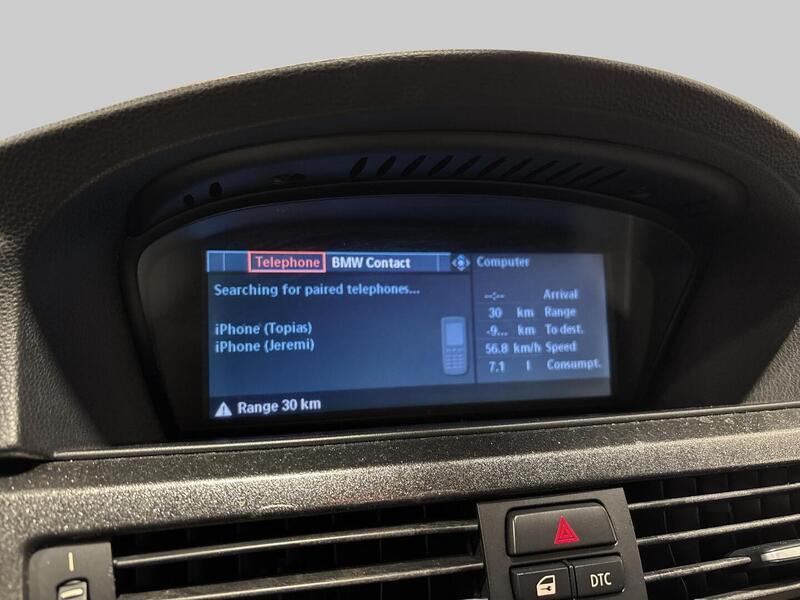 Telephone BMW Contact
Searching for paired telephones...
iPhone (Topias)
iPhone (Jeremi)
Range 30 km
Computer
--:-- Arrival
30 km Range
-9... km To dest.
56.8 km/h Speed
7.1 l Consumpt.
DTC